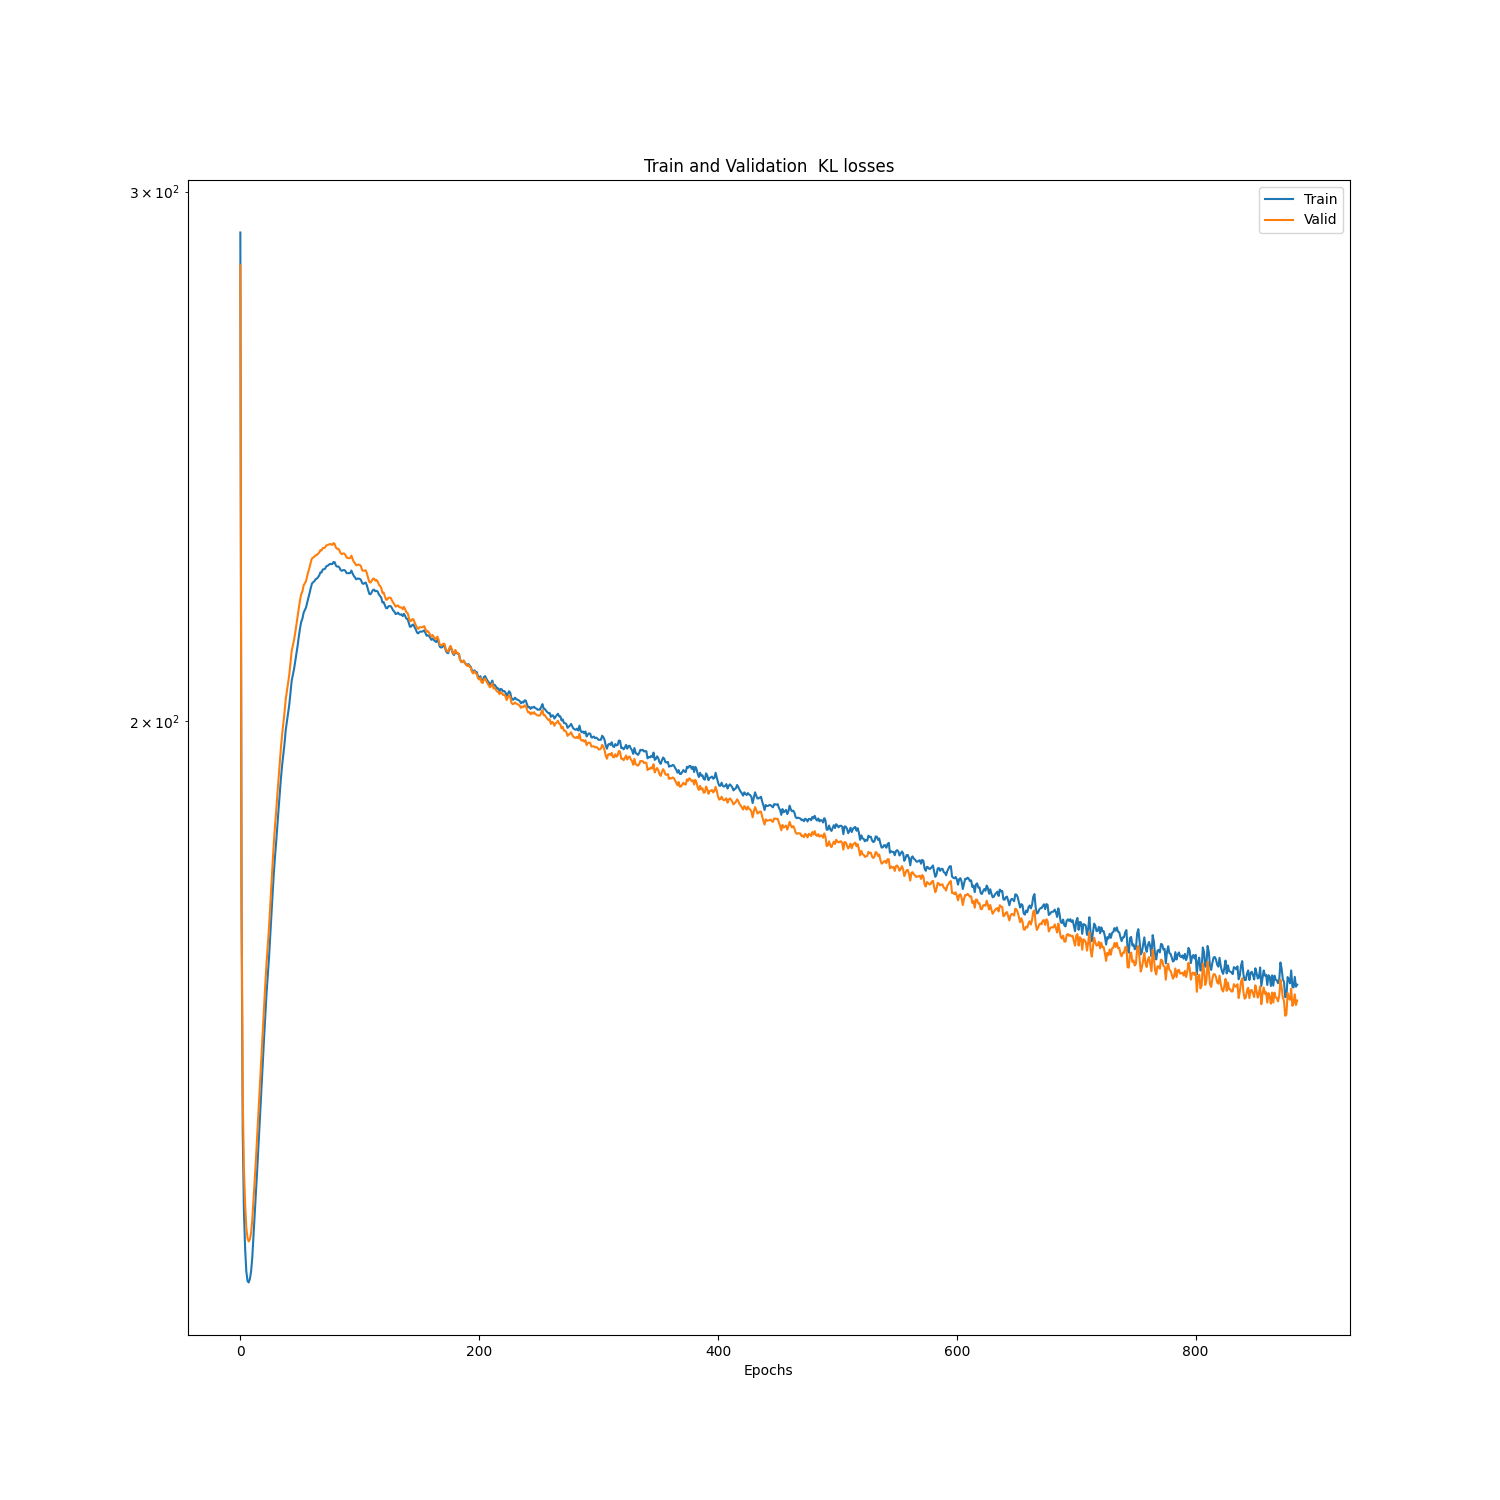 Train and Validation  KL losses
3 × 10²
Train
Valid
2 × 10²
0 200 400 600 800
Epochs